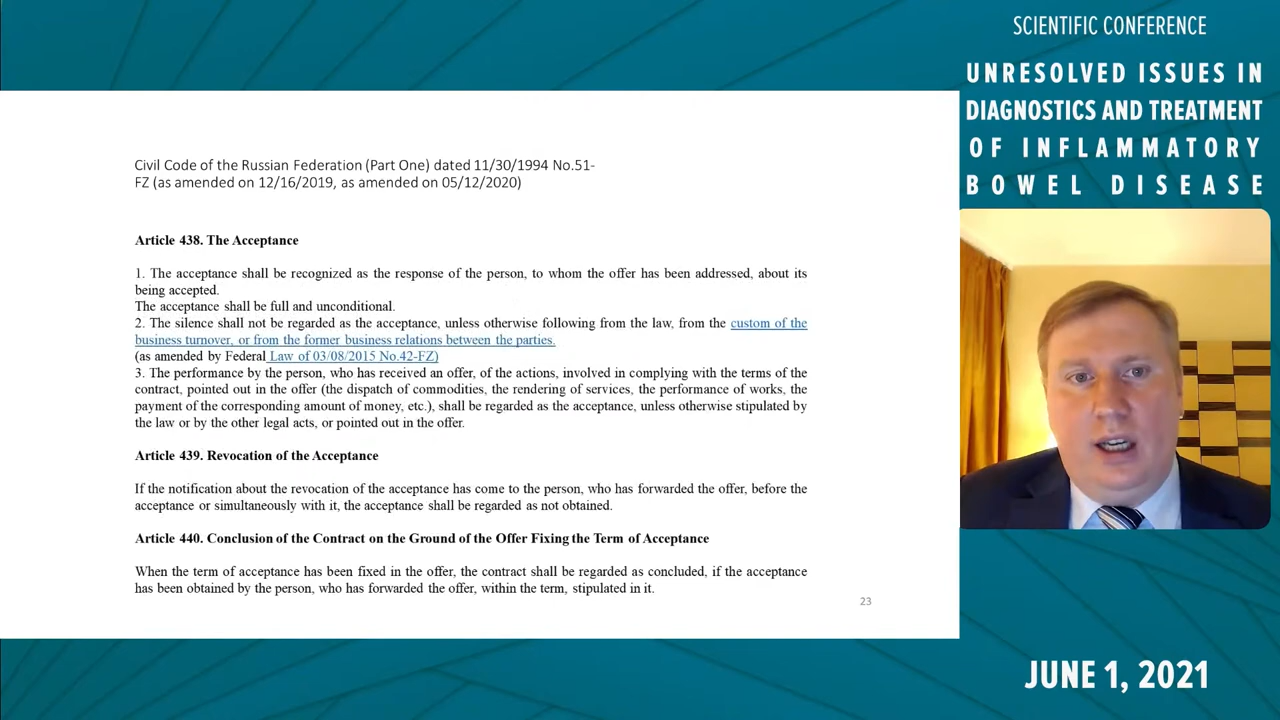 SCIENTIFIC CONFERENCE
UNRESOLVED ISSUES IN
DIAGNOSTICS AND TREATMENT
OF INFLAMMATORY
BOWEL DISEASE
Civil Code of the Russian Federation (Part One) dated 11/30/1994 No.51-
FZ (as amended on 12/16/2019, as amended on 05/12/2020)
Article 438. The Acceptance
1. The acceptance shall be recognized as the response of the person, to whom the offer has been addressed, about its
being accepted.
The acceptance shall be full and unconditional.
2. The silence shall not be regarded as the acceptance, unless otherwise following from the law, from the custom of the
business turnover, or from the former business relations between the parties.
(as amended by Federal Law of 03/08/2015 No.42-FZ)
3. The performance by the person, who has received an offer, of the actions, involved in complying with the terms of the
contract, pointed out in the offer (the dispatch of commodities, the rendering of services, the performance of works, the
payment of the corresponding amount of money, etc.), shall be regarded as the acceptance, unless otherwise stipulated by
the law or by the other legal acts, or pointed out in the offer.
Article 439. Revocation of the Acceptance
If the notification about the revocation of the acceptance has come to the person, who has forwarded the offer, before the
acceptance or simultaneously with it, the acceptance shall be regarded as not obtained.
Article 440. Conclusion of the Contract on the Ground of the Offer Fixing the Term of Acceptance
When the term of acceptance has been fixed in the offer, the contract shall be regarded as concluded, if the acceptance
has been obtained by the person, who has forwarded the offer, within the term, stipulated in it.
23
JUNE 1, 2021